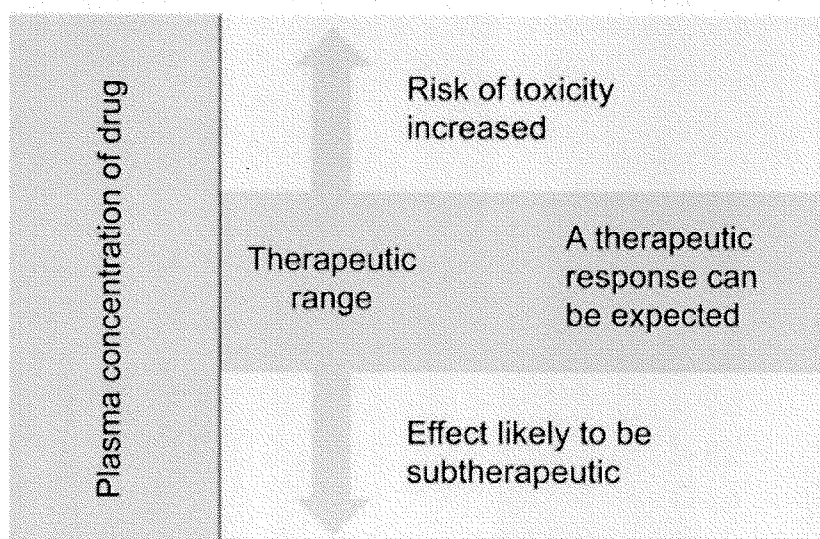 Plasma concentration of drug
Risk of toxicity
increased
Therapeutic
range
A therapeutic
response can
be expected
Effect likely to be
subtherapeutic